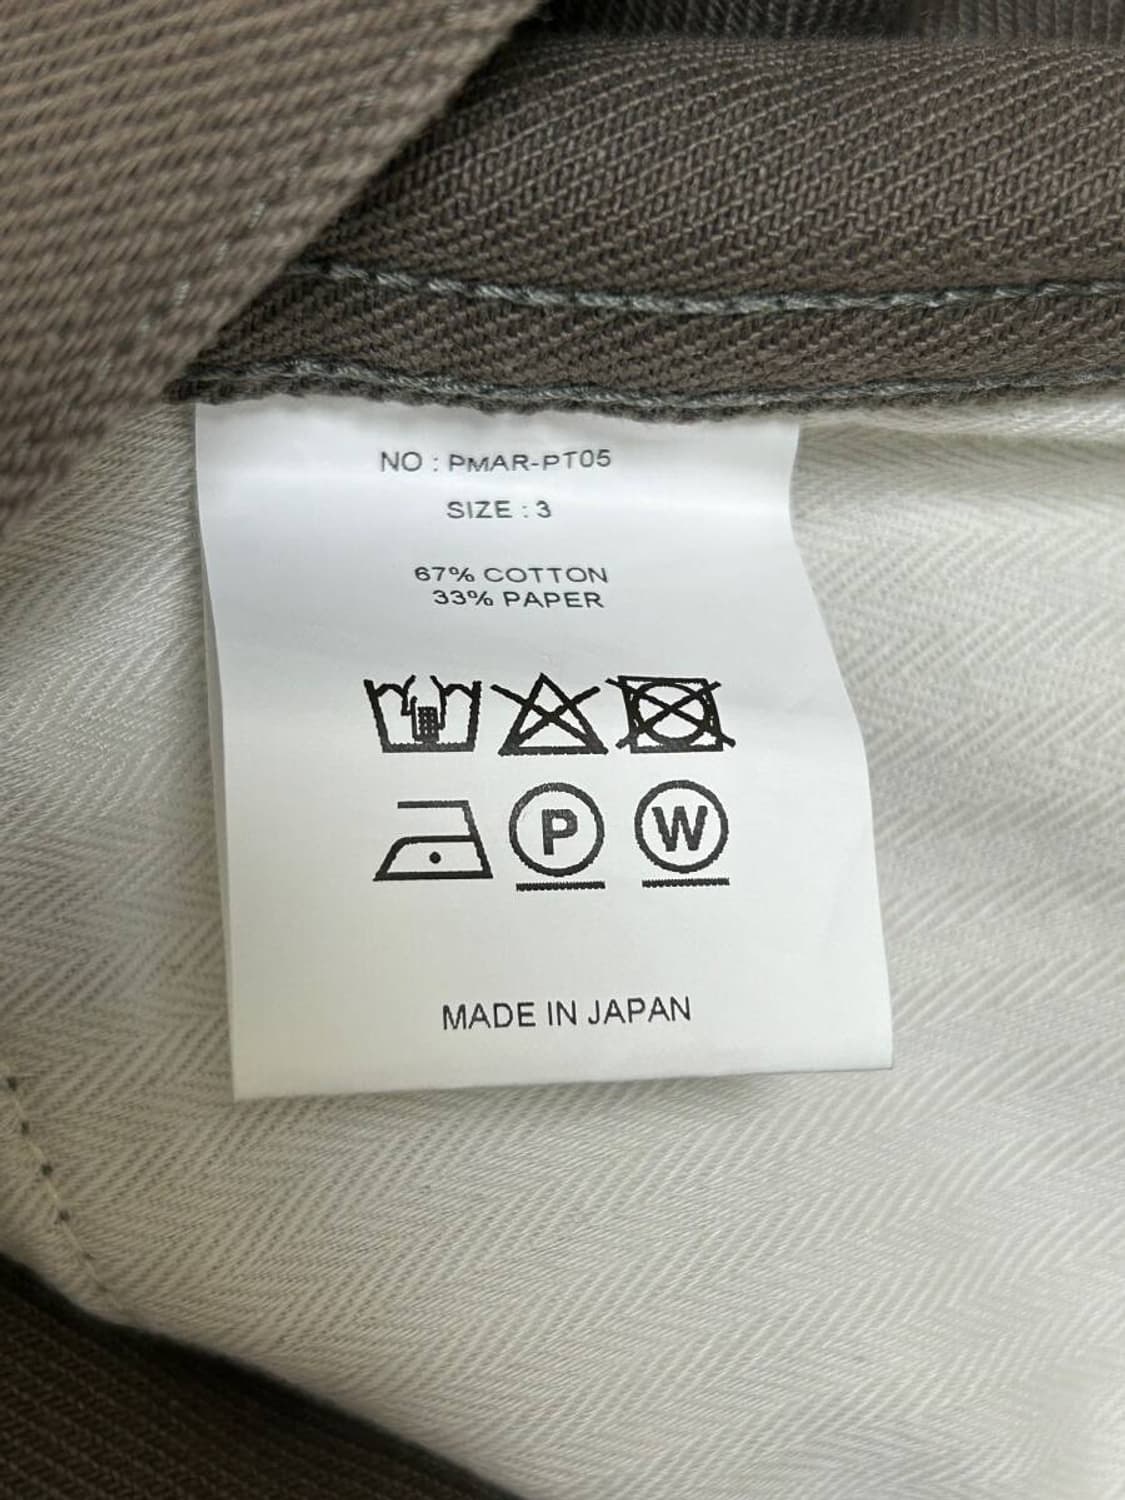 NO : PMAR-PT05
SIZE : 3
67% COTTON
33% PAPER
P W
MADE IN JAPAN